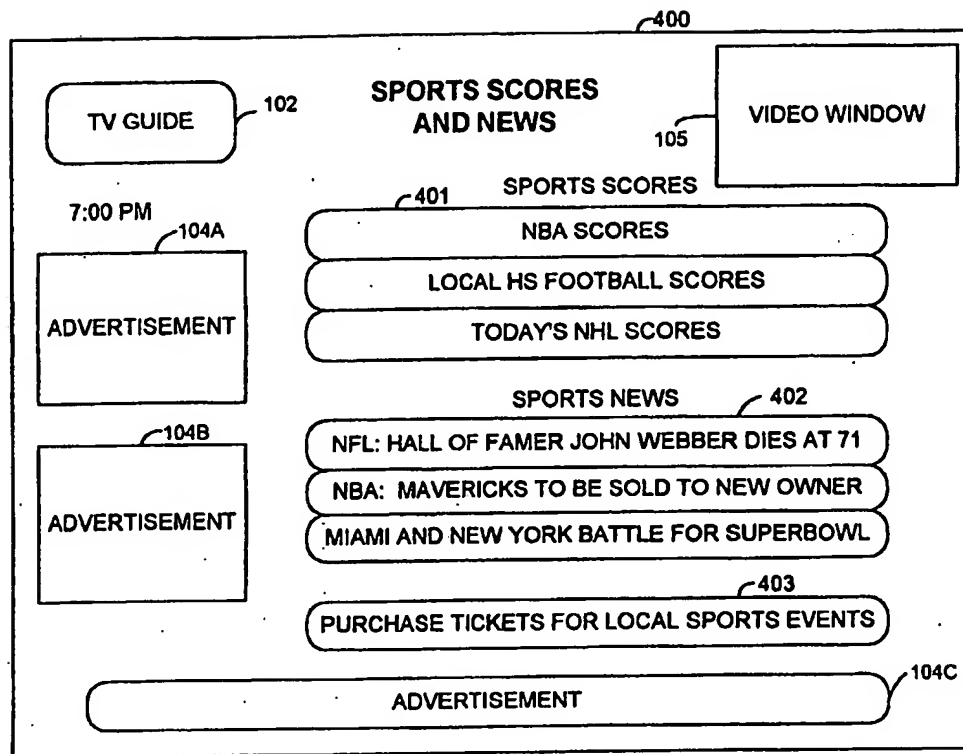 400
TV GUIDE
102
SPORTS SCORES
AND NEWS
105
VIDEO WINDOW
7:00 PM
SPORTS SCORES
401
NBA SCORES
LOCAL HS FOOTBALL SCORES
TODAY'S NHL SCORES
104A
ADVERTISEMENT
SPORTS NEWS
402
NFL: HALL OF FAMER JOHN WEBBER DIES AT 71
NBA: MAVERICKS TO BE SOLD TO NEW OWNER
MIAMI AND NEW YORK BATTLE FOR SUPERBOWL
104B
ADVERTISEMENT
403
PURCHASE TICKETS FOR LOCAL SPORTS EVENTS
ADVERTISEMENT
104C